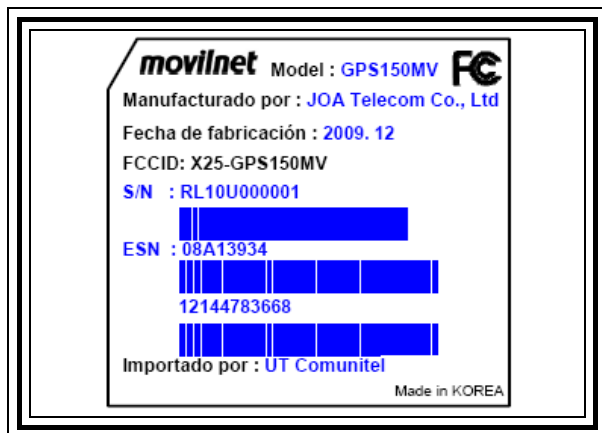 movilnet Model : GPS150MV FC
Manufacturado por : JOA Telecom Co., Ltd
Fecha de fabricación : 2009. 12
FCCID: X25-GPS150MV
S/N : RL10U000001
ESN : 08A13934
12144783668
Importado por : UT Comunitel
Made in KOREA